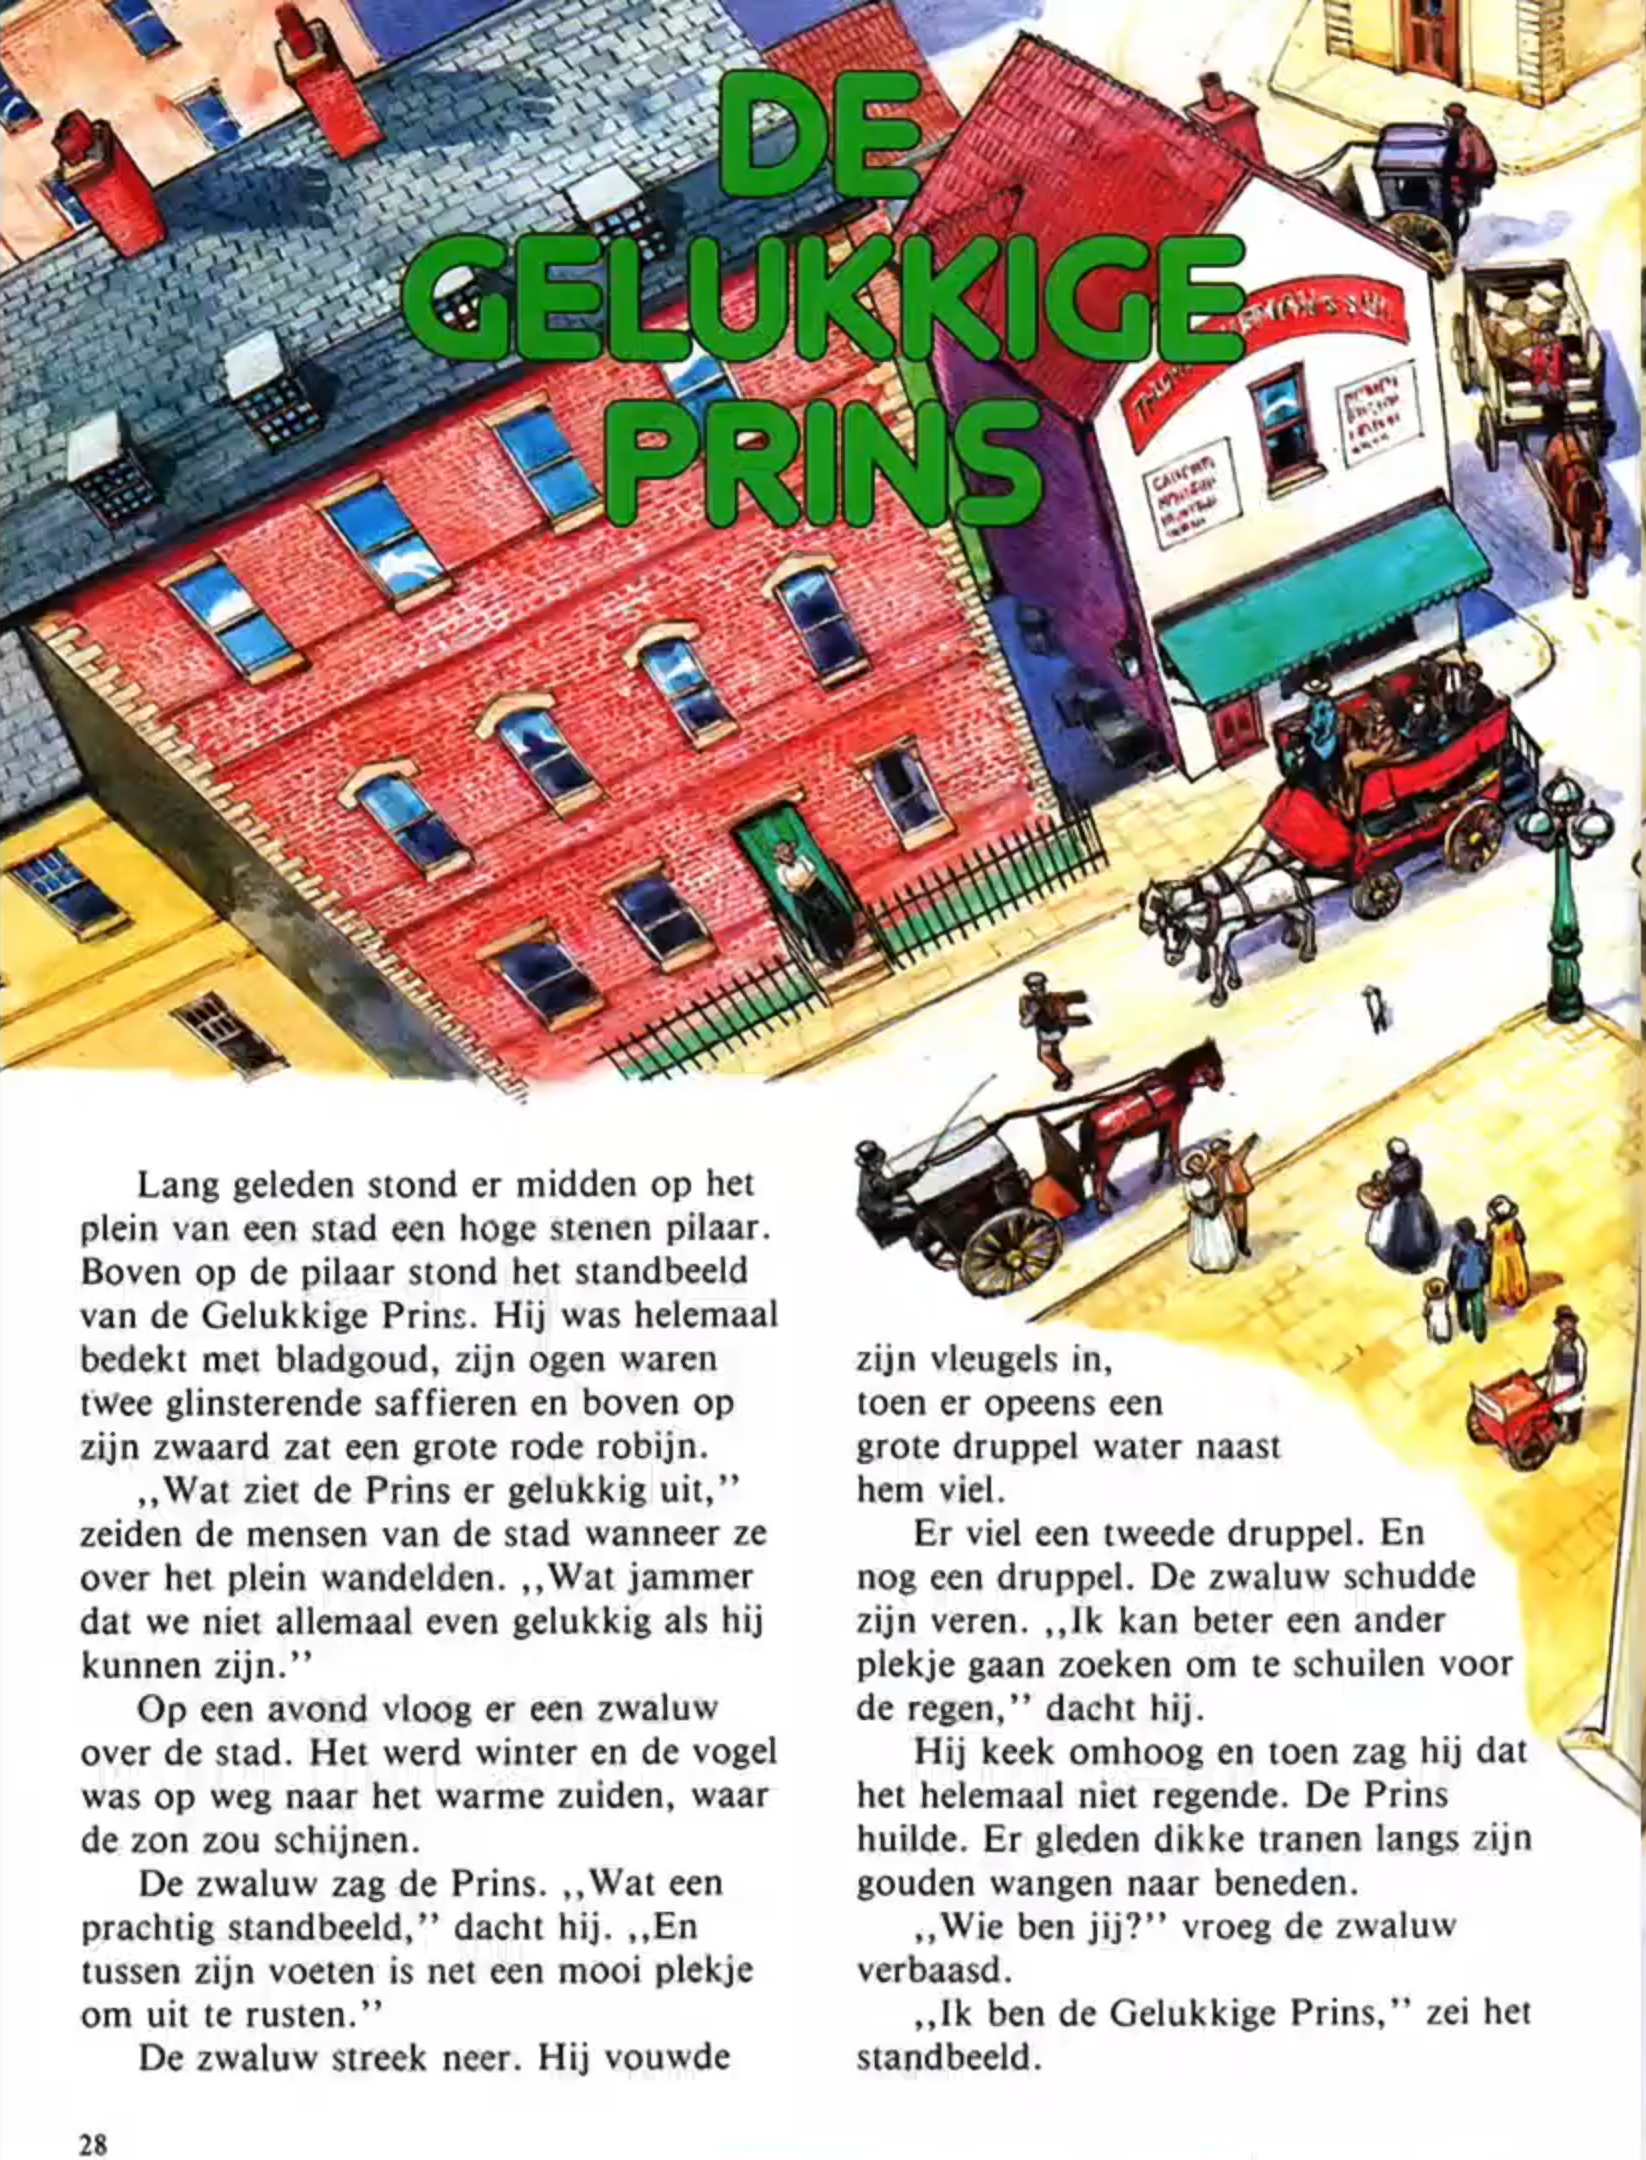 DE
GELUKKIGE
PRINS
Lang geleden stond er midden op het
plein van een stad een hoge stenen pilaar.
Boven op de pilaar stond het standbeeld
van de Gelukkige Prins. Hij was helemaal
bedekt met bladgoud, zijn ogen waren
twee glinsterende saffieren en boven op
zijn zwaard zat een grote rode robijn.
,,Wat ziet de Prins er gelukkig uit,’’
zeiden de mensen van de stad wanneer ze
over het plein wandelden. ,,Wat jammer
dat we niet allemaal even gelukkig als hij
kunnen zijn.’’
Op een avond vloog er een zwaluw
over de stad. Het werd winter en de vogel
was op weg naar het warme zuiden, waar
de zon zou schijnen.
De zwaluw zag de Prins. ,,Wat een
prachtig standbeeld,’’ dacht hij. ,,En
tussen zijn voeten is net een mooi plekje
om uit te rusten.’’
De zwaluw streek neer. Hij vouwde
zijn vleugels in,
toen er opeens een
grote druppel water naast
hem viel.
Er viel een tweede druppel. En
nog een druppel. De zwaluw schudde
zijn veren. ,,Ik kan beter een ander
plekje gaan zoeken om te schuilen voor
de regen,’’ dacht hij.
Hij keek omhoog en toen zag hij dat
het helemaal niet regende. De Prins
huilde. Er gleden dikke tranen langs zijn
gouden wangen naar beneden.
,,Wie ben jij?’’ vroeg de zwaluw
verbaasd.
,,Ik ben de Gelukkige Prins,’’ zei het
standbeeld.
28